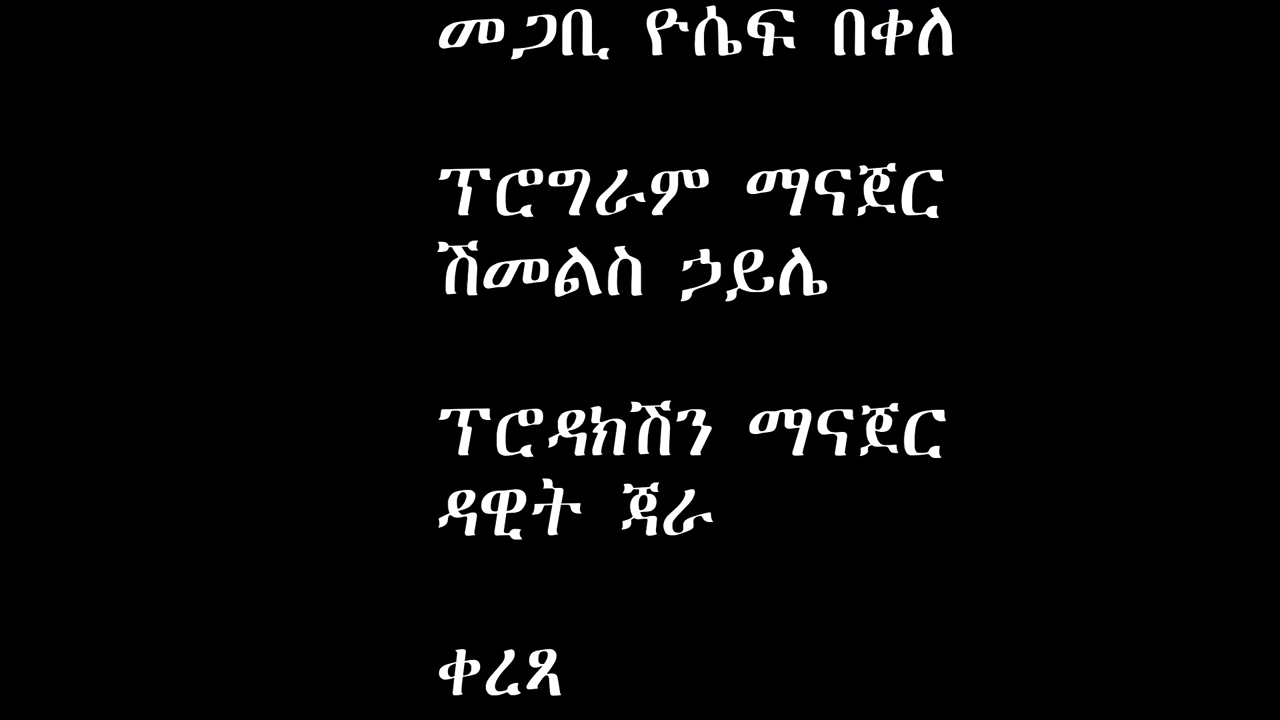 መጋቢ ዮሴፍ በቀለ
ፕሮግራም ማናጀር
ሽመልስ ኃይሌ
ፕሮዳክሽን ማናጀር
ዳዊት ጃራ
ቀረጻ